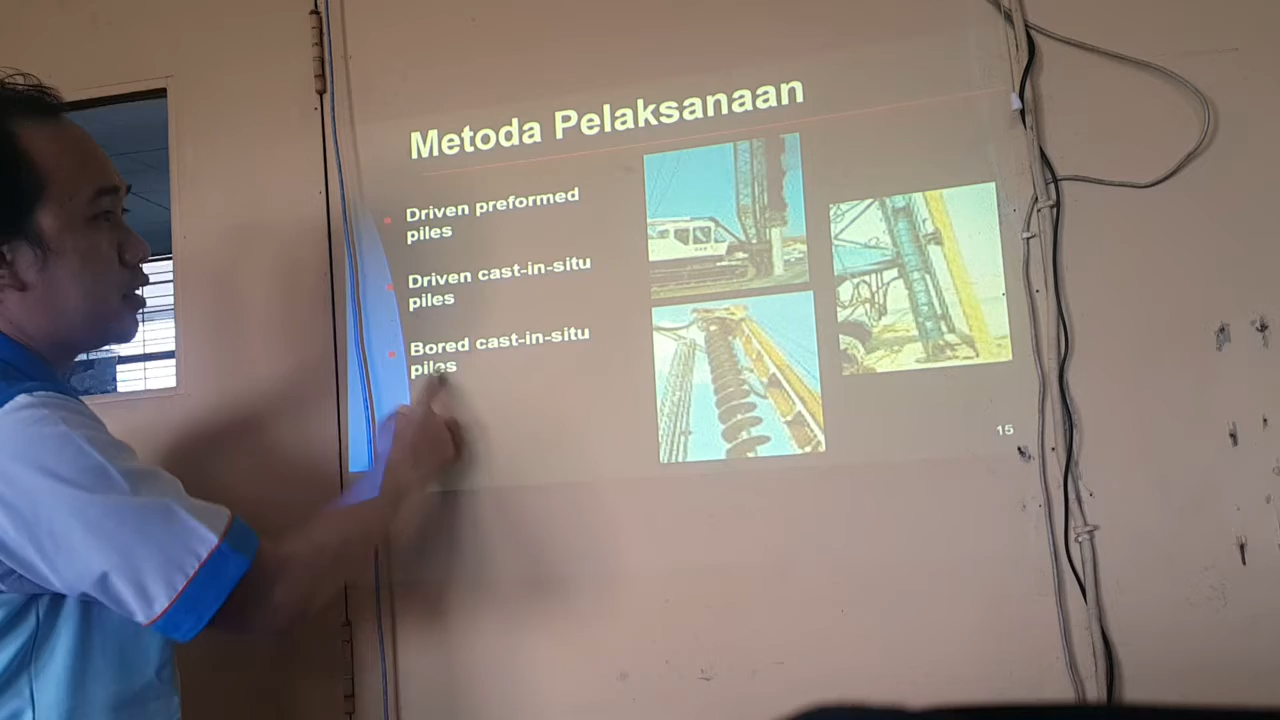 Metoda Pelaksanaan
Driven preformed
piles
Driven cast-in-situ
piles
Bored cast-in-situ
piles
15